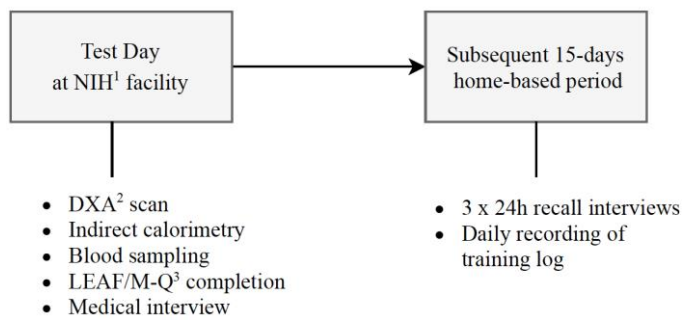 Test Day
at NIH¹ facility
Subsequent 15-days
home-based period
• DXA² scan
• Indirect calorimetry
• Blood sampling
• LEAF/M-Q³ completion
• Medical interview
• 3 x 24h recall interviews
• Daily recording of
training log